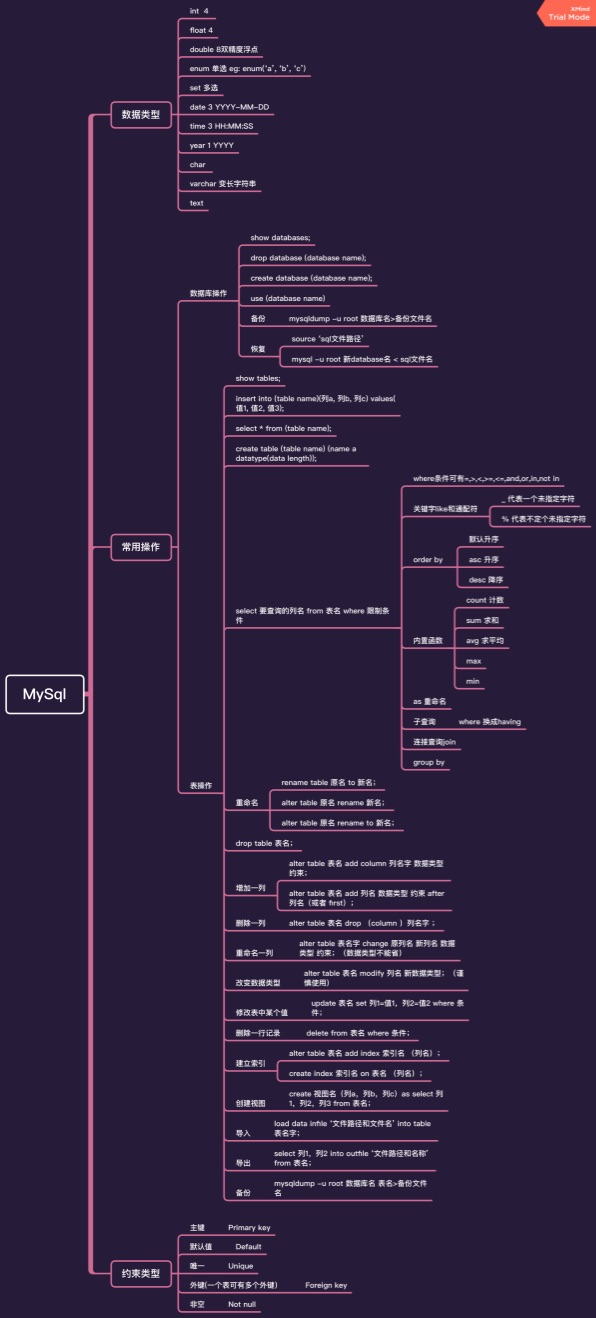 XMind
Trial Mode
MySql
数据类型
int 4
float 4
double 8双精度浮点
enum 单选 eg: enum('a', 'b', 'c')
set 多选
date 3 YYYY-MM-DD
time 3 HH:MM:SS
year 1 YYYY
char
varchar 变长字符串
text
常用操作
数据库操作
show databases;
drop database (database name);
create database (database name);
use (database name)
备份 mysqldump -u root 数据库名>备份文件名
恢复
source 'sql文件路径'
mysql -u root 新database名 < sql文件名
表操作
show tables;
insert into (table name)(列a, 列b, 列c) values(
值1, 值2, 值3);
select * from (table name);
create table (table name) (name a
datatype(data length));
select 要查询的列名 from 表名 where 限制条
件
where条件可有=,>,<,>=,<=,and,or,in,not in
关键字like和通配符
_ 代表一个未指定字符
% 代表不定个未指定字符
order by
默认升序
asc 升序
desc 降序
内置函数
count 计数
sum 求和
avg 求平均
max
min
as 重命名
子查询 where 换成having
连接查询join
group by
重命名
rename table 原名 to 新名；
alter table 原名 rename 新名；
alter table 原名 rename to 新名；
drop table 表名；
增加一列
alter table 表名 add column 列名字 数据类型
约束；
alter table 表名 add 列名 数据类型 约束 after
列名（或者 first）；
删除一列 alter table 表名 drop （column ）列名字 ；
重命名一列
alter table 表名字 change 原列名 新列名 数据
类型 约束；（数据类型不能省）
改变数据类型
alter table 表名 modify 列名 新数据类型；（谨
慎使用）
修改表中某个值
update 表名 set 列1=值1，列2=值2 where 条
件；
删除一行记录 delete from 表名 where 条件；
建立索引
alter table 表名 add index 索引名 （列名）；
create index 索引名 on 表名 （列名）；
创建视图
create 视图名（列a，列b，列c）as select 列
1，列2，列3 from 表名；
导入
load data infile '文件路径和文件名' into table
表名字；
导出
select 列1，列2 into outfile '文件路径和名称'
from 表名；
备份
mysqldump -u root 数据库名 表名>备份文件
名
约束类型
主键 Primary key
默认值 Default
唯一 Unique
外键(一个表可有多个外键） Foreign key
非空 Not null